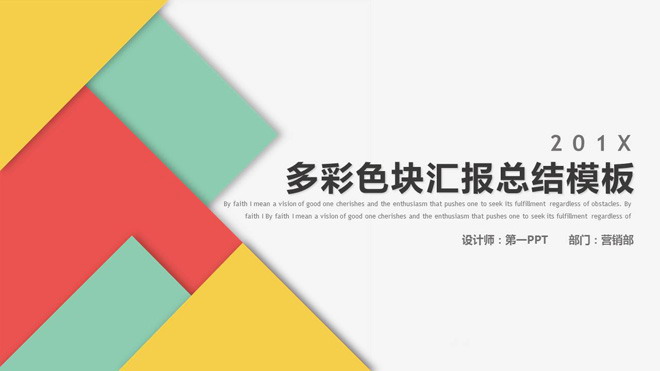 201X
多彩色块汇报总结模板
By faith I mean a vision of good one cherishes and the enthusiasm that pushes one to seek its fulfillment regardless of obstacles. By
faith I By faith I mean a vision of good one cherishes and the enthusiasm that pushes one to seek its fulfillment regardless of
设计师：第一PPT 部门：营销部